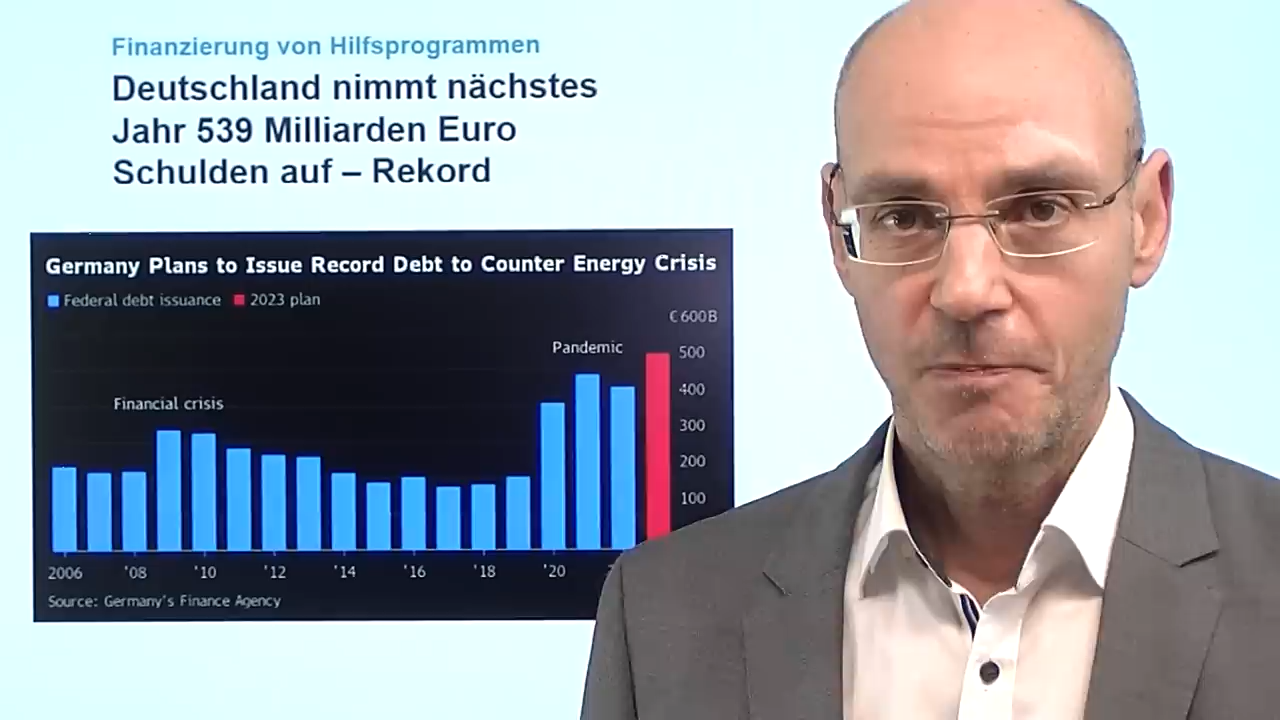 Finanzierung von Hilfsprogrammen
Deutschland nimmt nächstes
Jahr 539 Milliarden Euro
Schulden auf – Rekord
Germany Plans to Issue Record Debt to Counter Energy Crisis
Federal debt issuance 2023 plan
€600B
Pandemic
500
400
Financial crisis
300
200
100
2006 '08 '10 '12 '14 '16 '18 '20
Source: Germany's Finance Agency